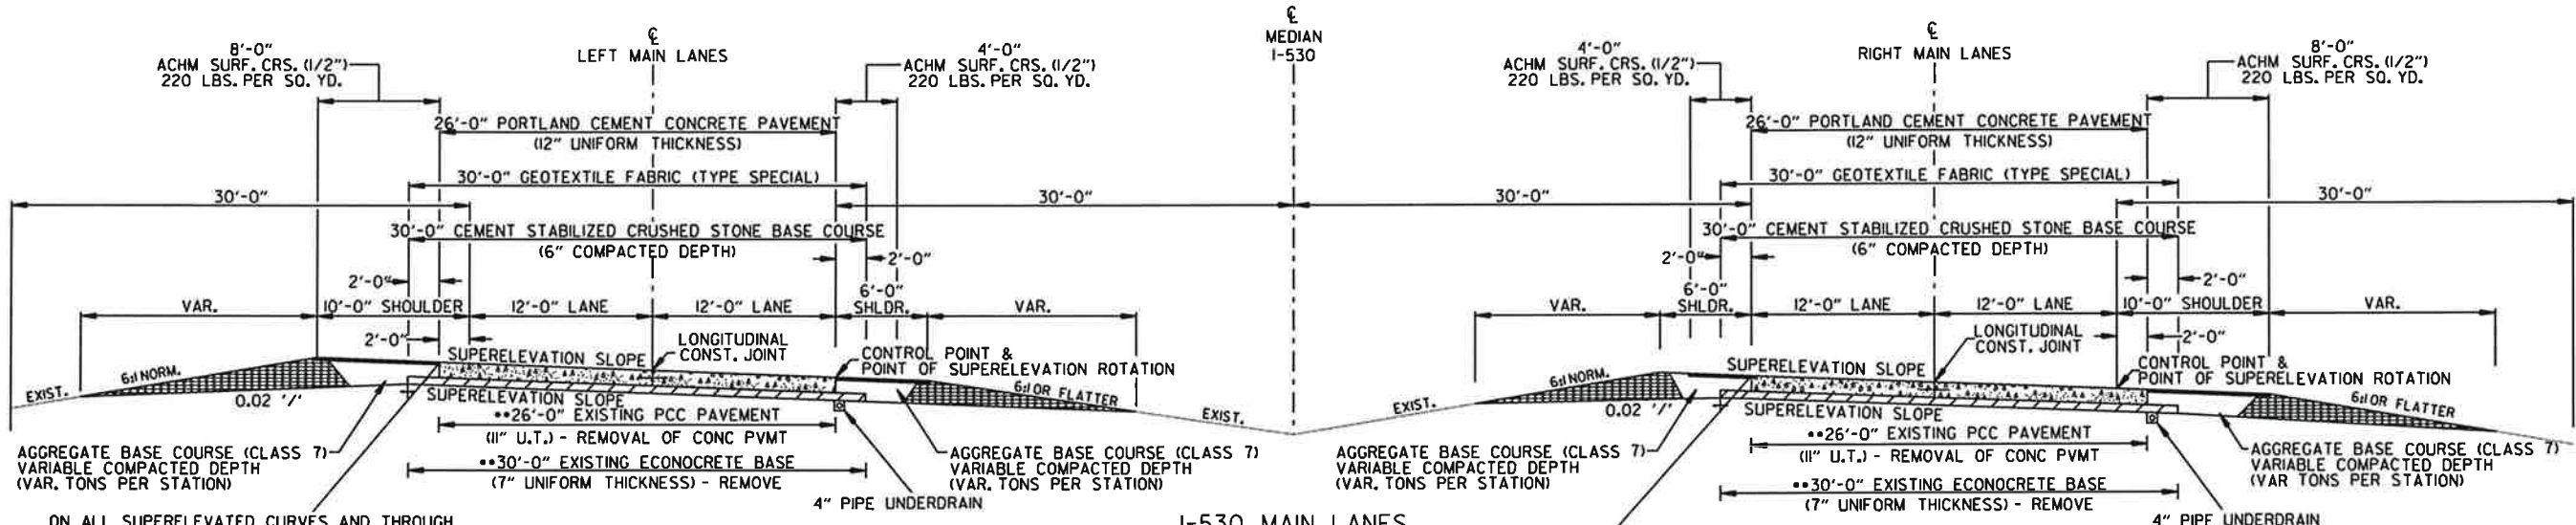 ℄
LEFT MAIN LANES
℄
MEDIAN
I-530
℄
RIGHT MAIN LANES
8'-0"
ACHM SURF. CRS. (1/2")
220 LBS. PER SQ. YD.
4'-0"
ACHM SURF. CRS. (1/2")
220 LBS. PER SQ. YD.
4'-0"
ACHM SURF. CRS. (1/2")
220 LBS. PER SQ. YD.
8'-0"
ACHM SURF. CRS. (1/2")
220 LBS. PER SQ. YD.
26'-0" PORTLAND CEMENT CONCRETE PAVEMENT
(12" UNIFORM THICKNESS)
26'-0" PORTLAND CEMENT CONCRETE PAVEMENT
(12" UNIFORM THICKNESS)
30'-0" GEOTEXTILE FABRIC (TYPE SPECIAL)
30'-0" GEOTEXTILE FABRIC (TYPE SPECIAL)
30'-0"
30'-0"
30'-0"
30'-0"
30'-0" CEMENT STABILIZED CRUSHED STONE BASE COURSE
(6" COMPACTED DEPTH)
30'-0" CEMENT STABILIZED CRUSHED STONE BASE COURSE
(6" COMPACTED DEPTH)
2'-0"
2'-0"
2'-0"
2'-0"
VAR.
10'-0" SHOULDER
12'-0" LANE
12'-0" LANE
6'-0"
SHLDR.
VAR.
VAR.
6'-0"
SHLDR.
12'-0" LANE
12'-0" LANE
10'-0" SHOULDER
VAR.
2'-0"
SUPERELEVATION SLOPE
LONGITUDINAL
CONST. JOINT
CONTROL POINT &
POINT OF SUPERELEVATION ROTATION
SUPERELEVATION SLOPE
LONGITUDINAL
CONST. JOINT
2'-0"
CONTROL POINT &
POINT OF SUPERELEVATION ROTATION
EXIST.
6:1 NORM.
0.02 '/'
SUPERELEVATION SLOPE
6:1 OR FLATTER
EXIST.
EXIST.
6:1 NORM.
0.02 '/'
SUPERELEVATION SLOPE
6:1 OR FLATTER
EXIST.
••26'-0" EXISTING PCC PAVEMENT
(11" U.T.) - REMOVAL OF CONC PVMT
••26'-0" EXISTING PCC PAVEMENT
(11" U.T.) - REMOVAL OF CONC PVMT
AGGREGATE BASE COURSE (CLASS 7)
VARIABLE COMPACTED DEPTH
(VAR. TONS PER STATION)
••30'-0" EXISTING ECONOCRETE BASE
(7" UNIFORM THICKNESS) - REMOVE
AGGREGATE BASE COURSE (CLASS 7)
VARIABLE COMPACTED DEPTH
(VAR. TONS PER STATION)
AGGREGATE BASE COURSE (CLASS 7)
VARIABLE COMPACTED DEPTH
(VAR. TONS PER STATION)
••30'-0" EXISTING ECONOCRETE BASE
(7" UNIFORM THICKNESS) - REMOVE
AGGREGATE BASE COURSE (CLASS 7)
VARIABLE COMPACTED DEPTH
(VAR TONS PER STATION)
4" PIPE UNDERDRAIN
4" PIPE UNDERDRAIN
ON ALL SUPERELEVATED CURVES AND THROUGH
I-530 MAIN LANES